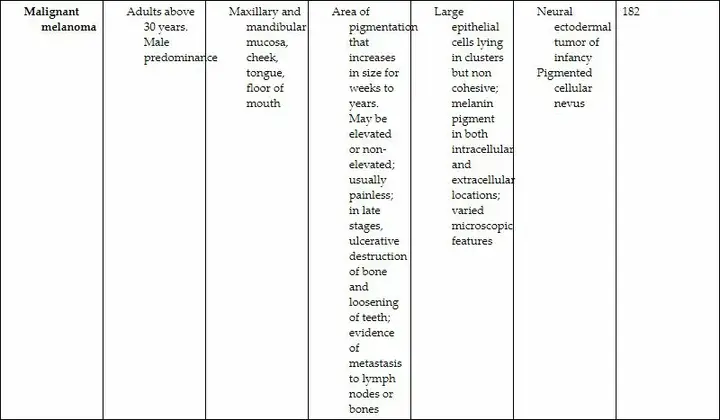 Malignant
melanoma
Adults above
30 years.
Male
predominance
Maxillary and
mandibular
mucosa,
cheek,
tongue,
floor of
mouth
Area of
pigmentation
that
increases
in size for
weeks to
years.
May be
elevated
or non-
elevated;
usually
painless;
in late
stages,
ulcerative
destruction
of bone
and
loosening
of teeth;
evidence
of
metastasis
to lymph
nodes or
bones
Large
epithelial
cells lying
in clusters
but non
cohesive;
melanin
pigment
in both
intracellular
and
extracellular
locations;
varied
microscopic
features
Neural
ectodermal
tumor of
infancy
Pigmented
cellular
nevus
182